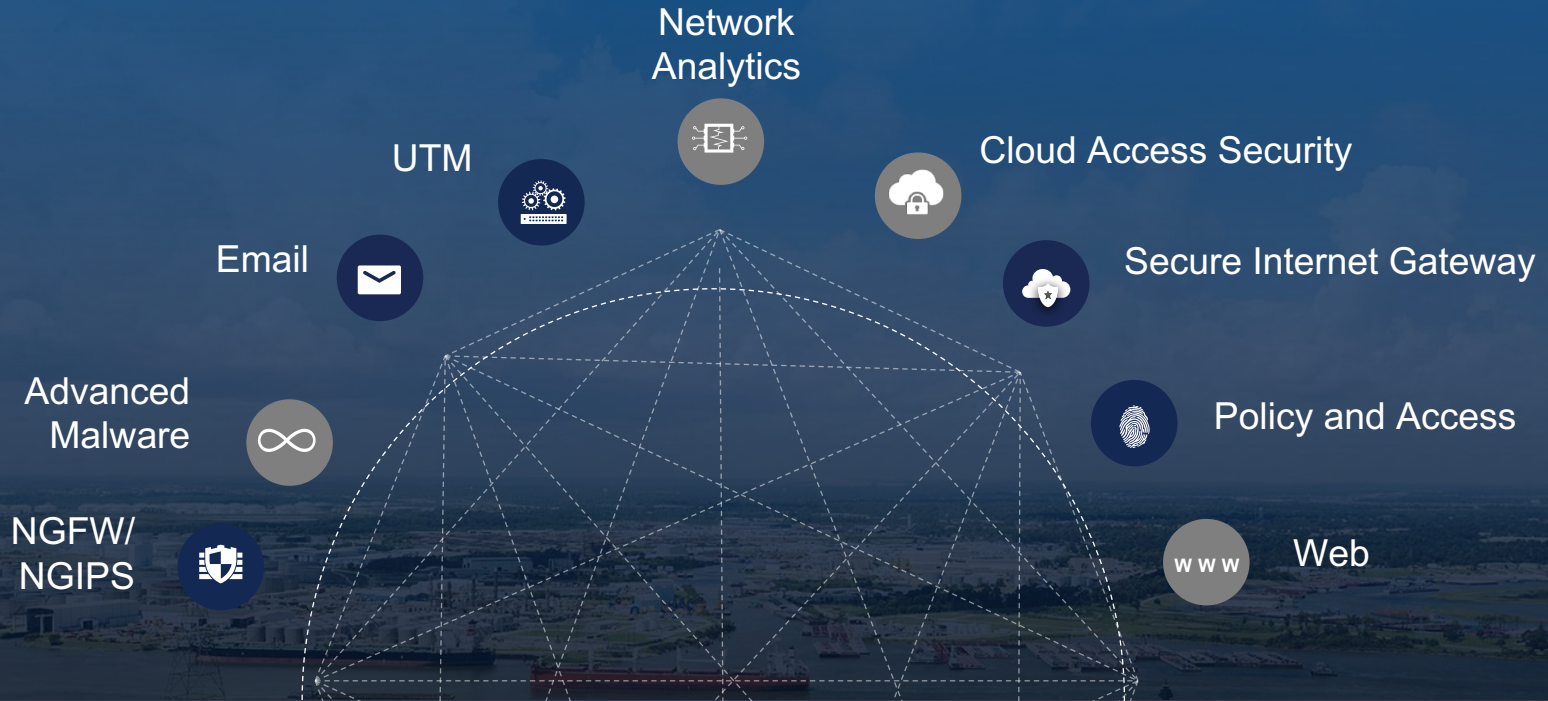 Network
Analytics
UTM
Cloud Access Security
Email
Secure Internet Gateway
Advanced
Malware
Policy and Access
NGFW/
NGIPS
Web
www